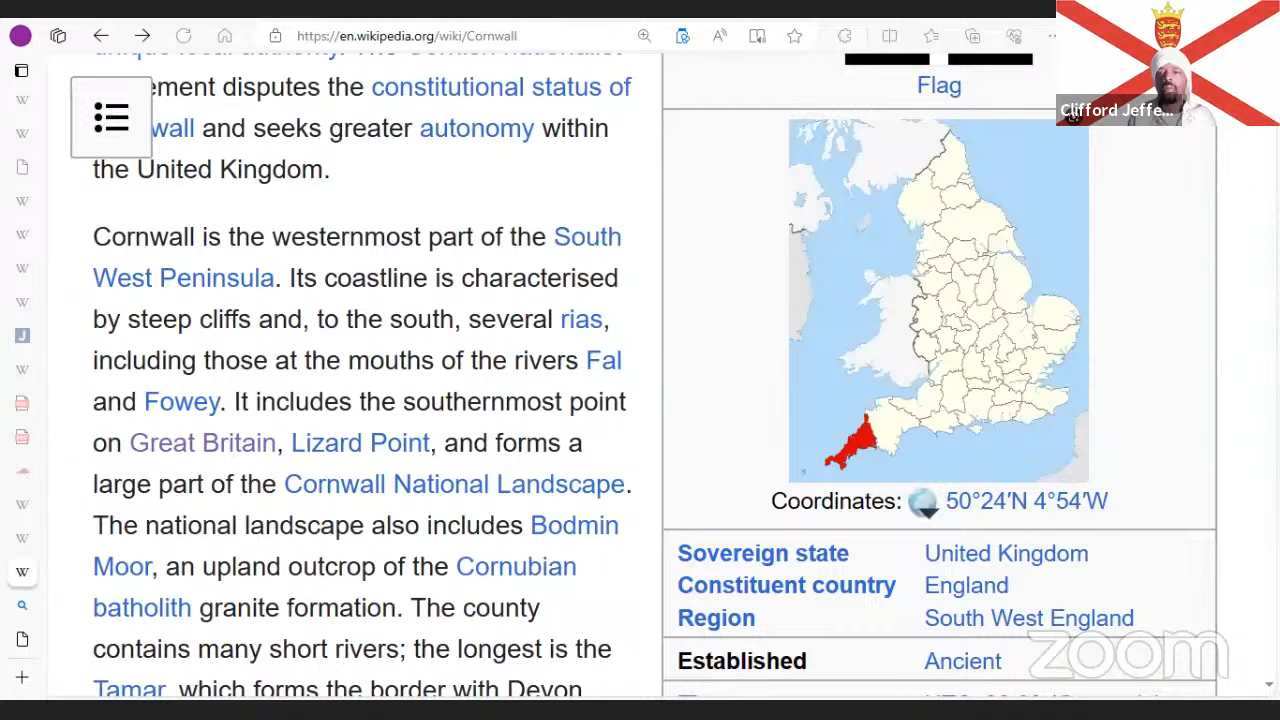 https://en.wikipedia.org/wiki/Cornwall
ement disputes the constitutional status of
wall and seeks greater autonomy within
the United Kingdom.
Cornwall is the westernmost part of the South
West Peninsula. Its coastline is characterised
by steep cliffs and, to the south, several rias,
including those at the mouths of the rivers Fal
and Fowey. It includes the southernmost point
on Great Britain, Lizard Point, and forms a
large part of the Cornwall National Landscape.
The national landscape also includes Bodmin
Moor, an upland outcrop of the Cornubian
batholith granite formation. The county
contains many short rivers; the longest is the
Tamar, which forms the border with Devon
Flag
Coordinates: 50°24′N 4°54′W
Sovereign state United Kingdom
Constituent country England
Region South West England
Established Ancient
Clifford Jeffe...
zoom